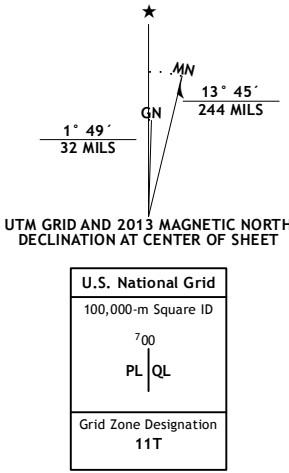 ★
MN
GN
13° 45´
244 MILS
1° 49´
32 MILS
UTM GRID AND 2013 MAGNETIC NORTH
DECLINATION AT CENTER OF SHEET
U.S. National Grid
100,000-m Square ID
⁷00
PL QL
Grid Zone Designation
11T